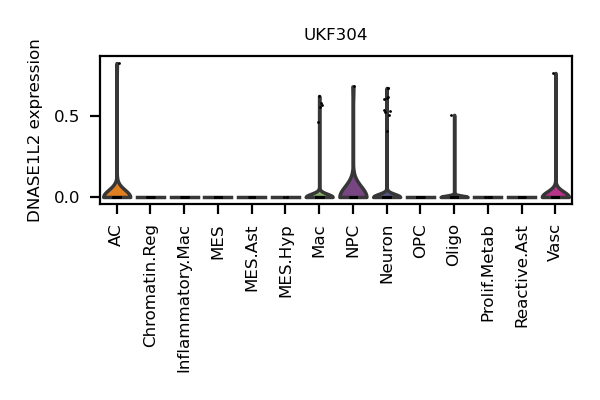 UKF304
DNASE1L2 expression
0.5
0.0
AC
Chromatin.Reg
Inflammatory.Mac
MES
MES.Ast
MES.Hyp
Mac
NPC
Neuron
OPC
Oligo
Prolif.Metab
Reactive.Ast
Vasc